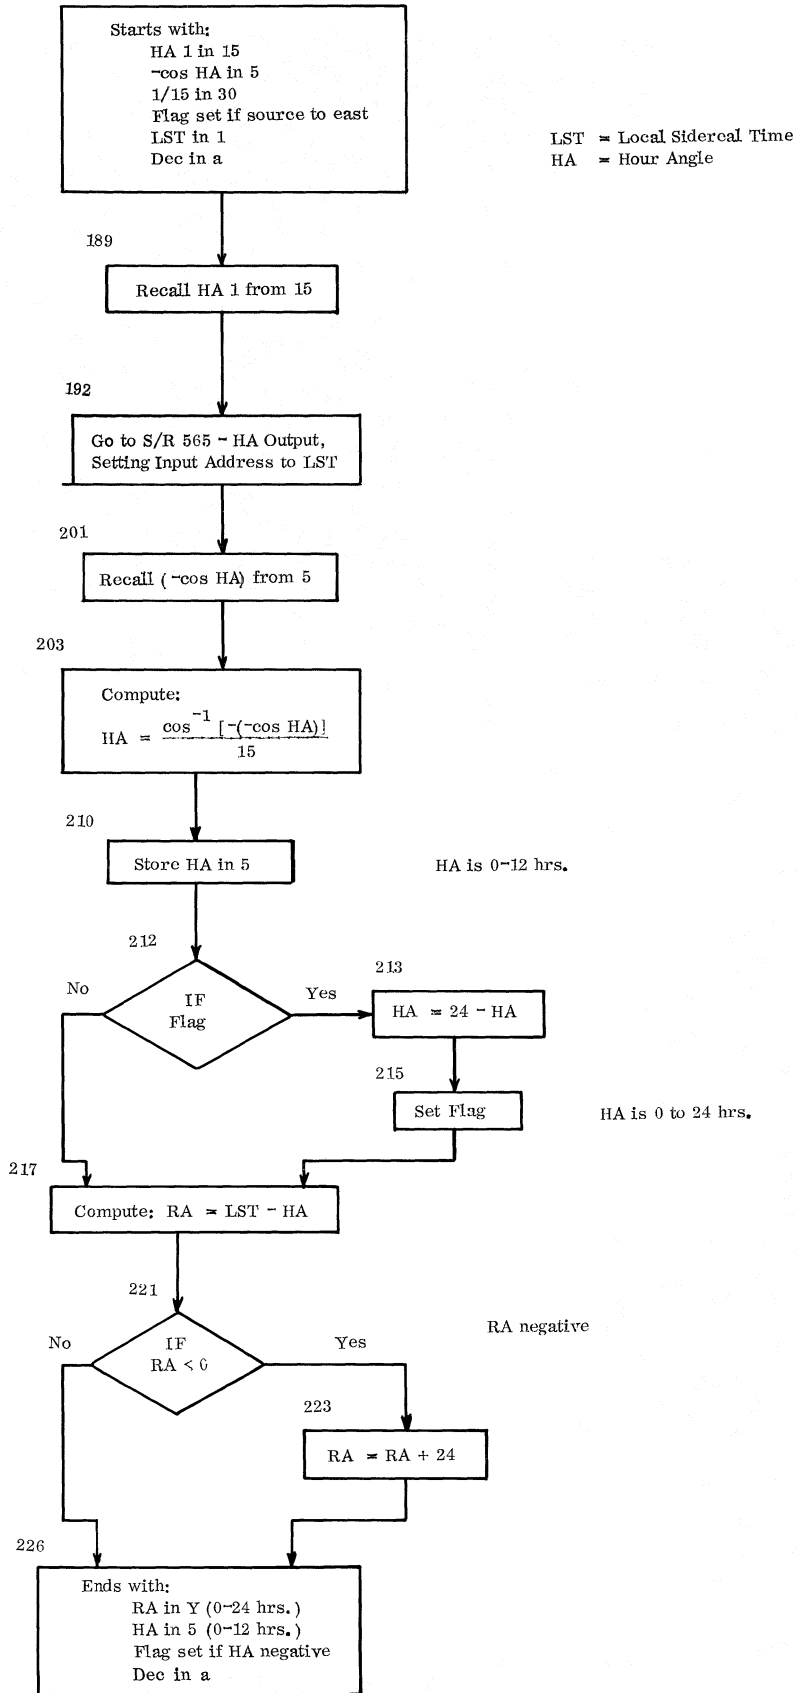 Starts with:
HA 1 in 15
-cos HA in 5
1/15 in 30
Flag set if source to east
LST in 1
Dec in a
LST = Local Sidereal Time
HA = Hour Angle
189
Recall HA 1 from 15
192
Go to S/R 565 - HA Output,
Setting Input Address to LST
201
Recall (-cos HA) from 5
203
Compute:
HA = cos^-1 [-(-cos HA)]
15
210
Store HA in 5
HA is 0-12 hrs.
212
IF
Flag
No
Yes
213
HA = 24 - HA
215
Set Flag
HA is 0 to 24 hrs.
217
Compute: RA = LST - HA
221
RA negative
IF
RA < 0
No
Yes
223
RA = RA + 24
226
Ends with:
RA in Y (0-24 hrs.)
HA in 5 (0-12 hrs.)
Flag set if HA negative
Dec in a